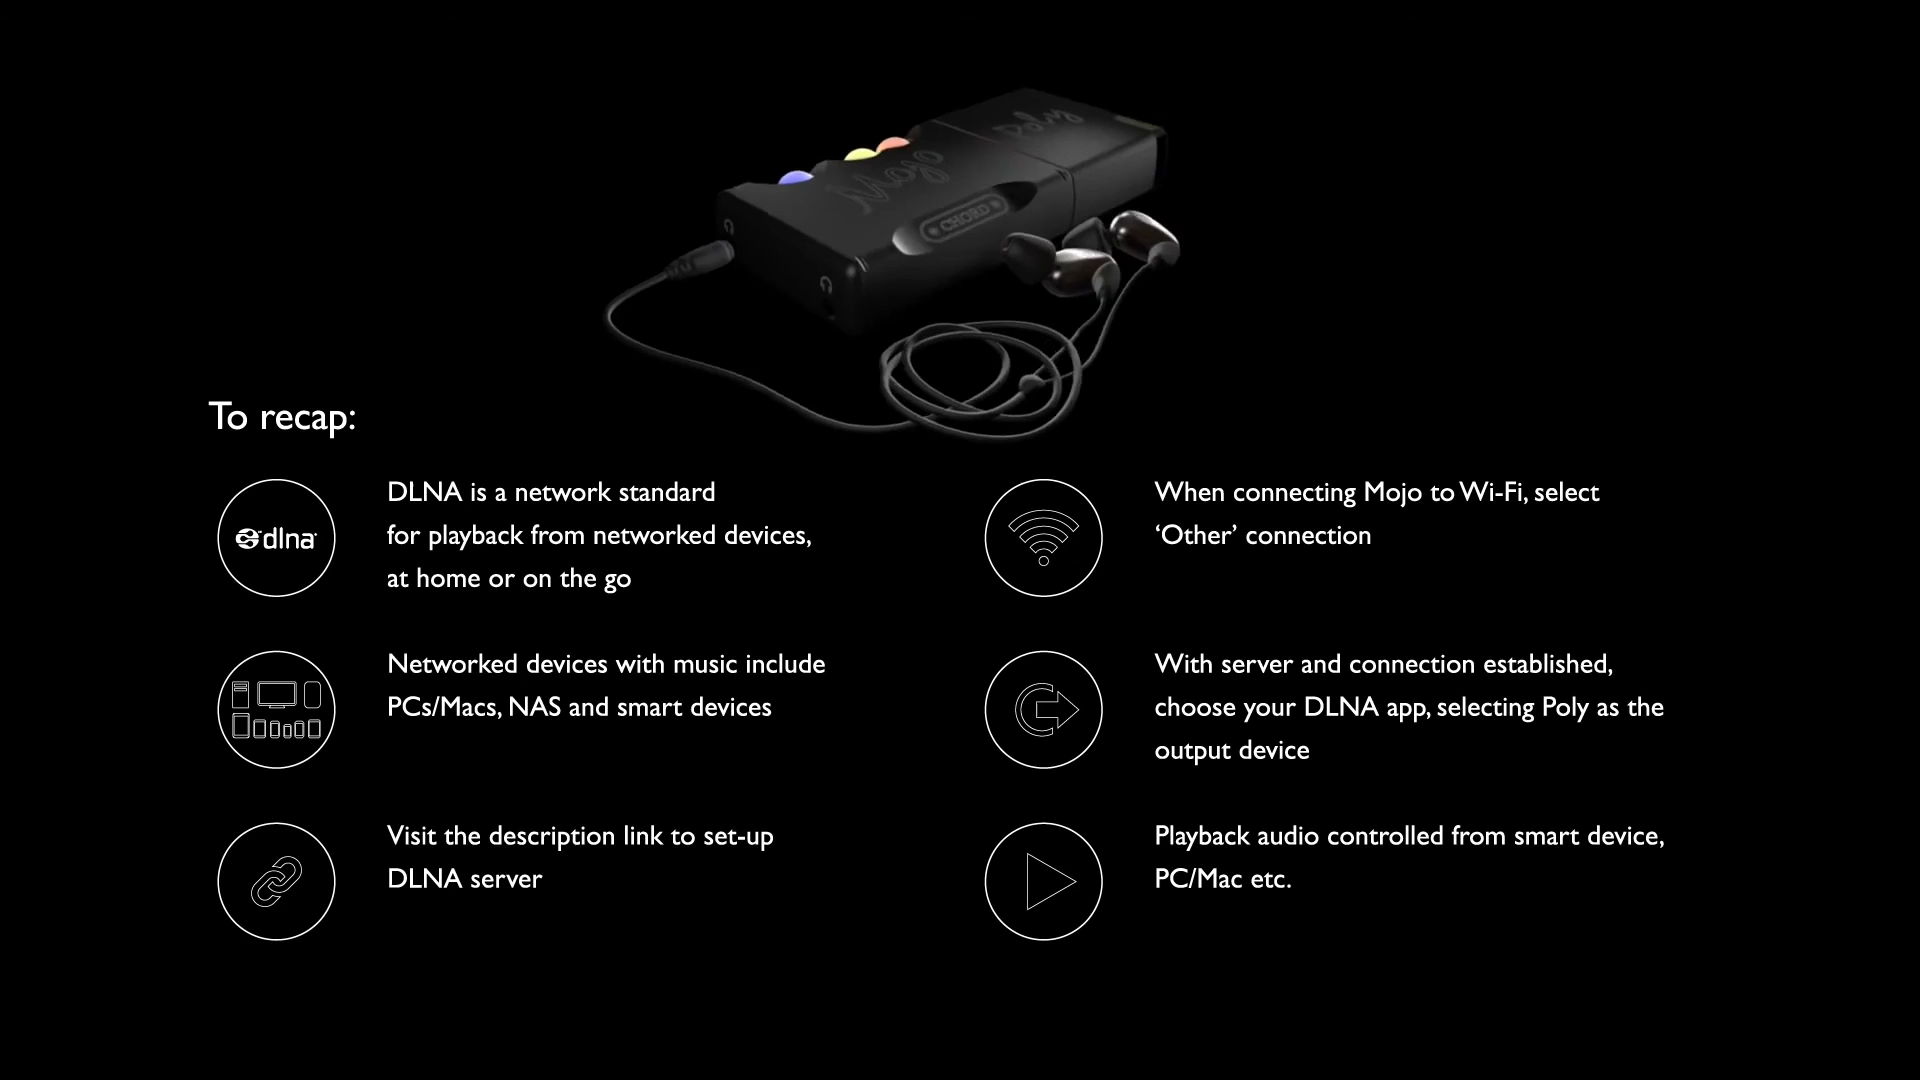 Poly
Mojo
CHORD
To recap:
dlna
DLNA is a network standard
for playback from networked devices,
at home or on the go
Networked devices with music include
PCs/Macs, NAS and smart devices
Visit the description link to set-up
DLNA server
When connecting Mojo to Wi-Fi, select
‘Other’ connection
With server and connection established,
choose your DLNA app, selecting Poly as the
output device
Playback audio controlled from smart device,
PC/Mac etc.